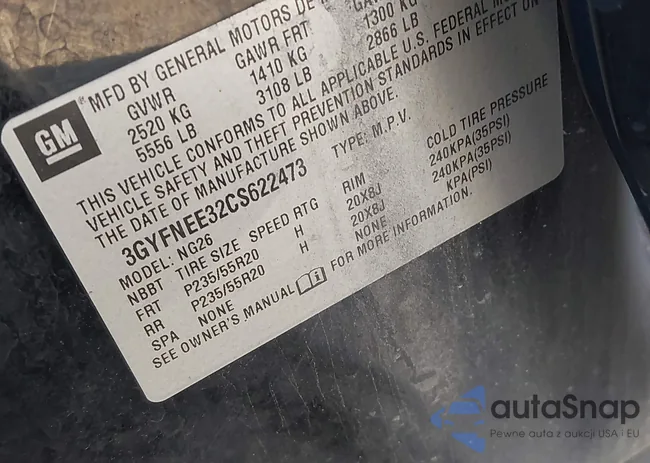 GM
MFD BY GENERAL MOTORS DE
GVWR GAWR FRT
2520 KG 1410 KG 1300 KG
5556 LB 3108 LB 2866 LB
THIS VEHICLE CONFORMS TO ALL APPLICABLE U.S. FEDERAL
VEHICLE SAFETY AND THEFT PREVENTION STANDARDS IN EFFECT ON
THE DATE OF MANUFACTURE SHOWN ABOVE.
3GYFNEE32CS622473 TYPE: M.P.V.
MODEL: NG26
NBBT TIRE SIZE SPEED RTG RIM COLD TIRE PRESSURE
FRT P235/55R20 H 20X8J 240KPA(35PSI)
RR P235/55R20 H 20X8J 240KPA(35PSI)
SPA NONE NONE KPA(PSI)
SEE OWNER'S MANUAL FOR MORE INFORMATION.
autaSnap
Pewne auta z aukcji USA i EU